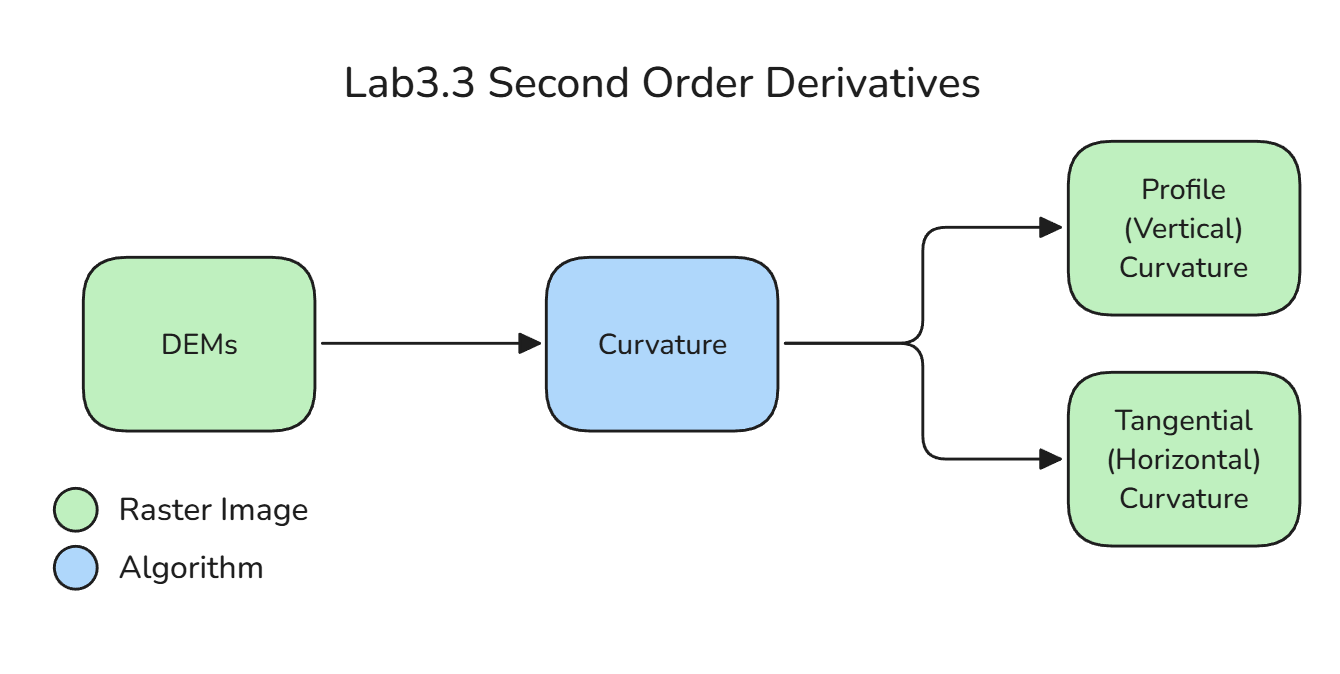 Lab3.3 Second Order Derivatives
DEMs
Curvature
Profile
(Vertical)
Curvature
Tangential
(Horizontal)
Curvature
Raster Image
Algorithm